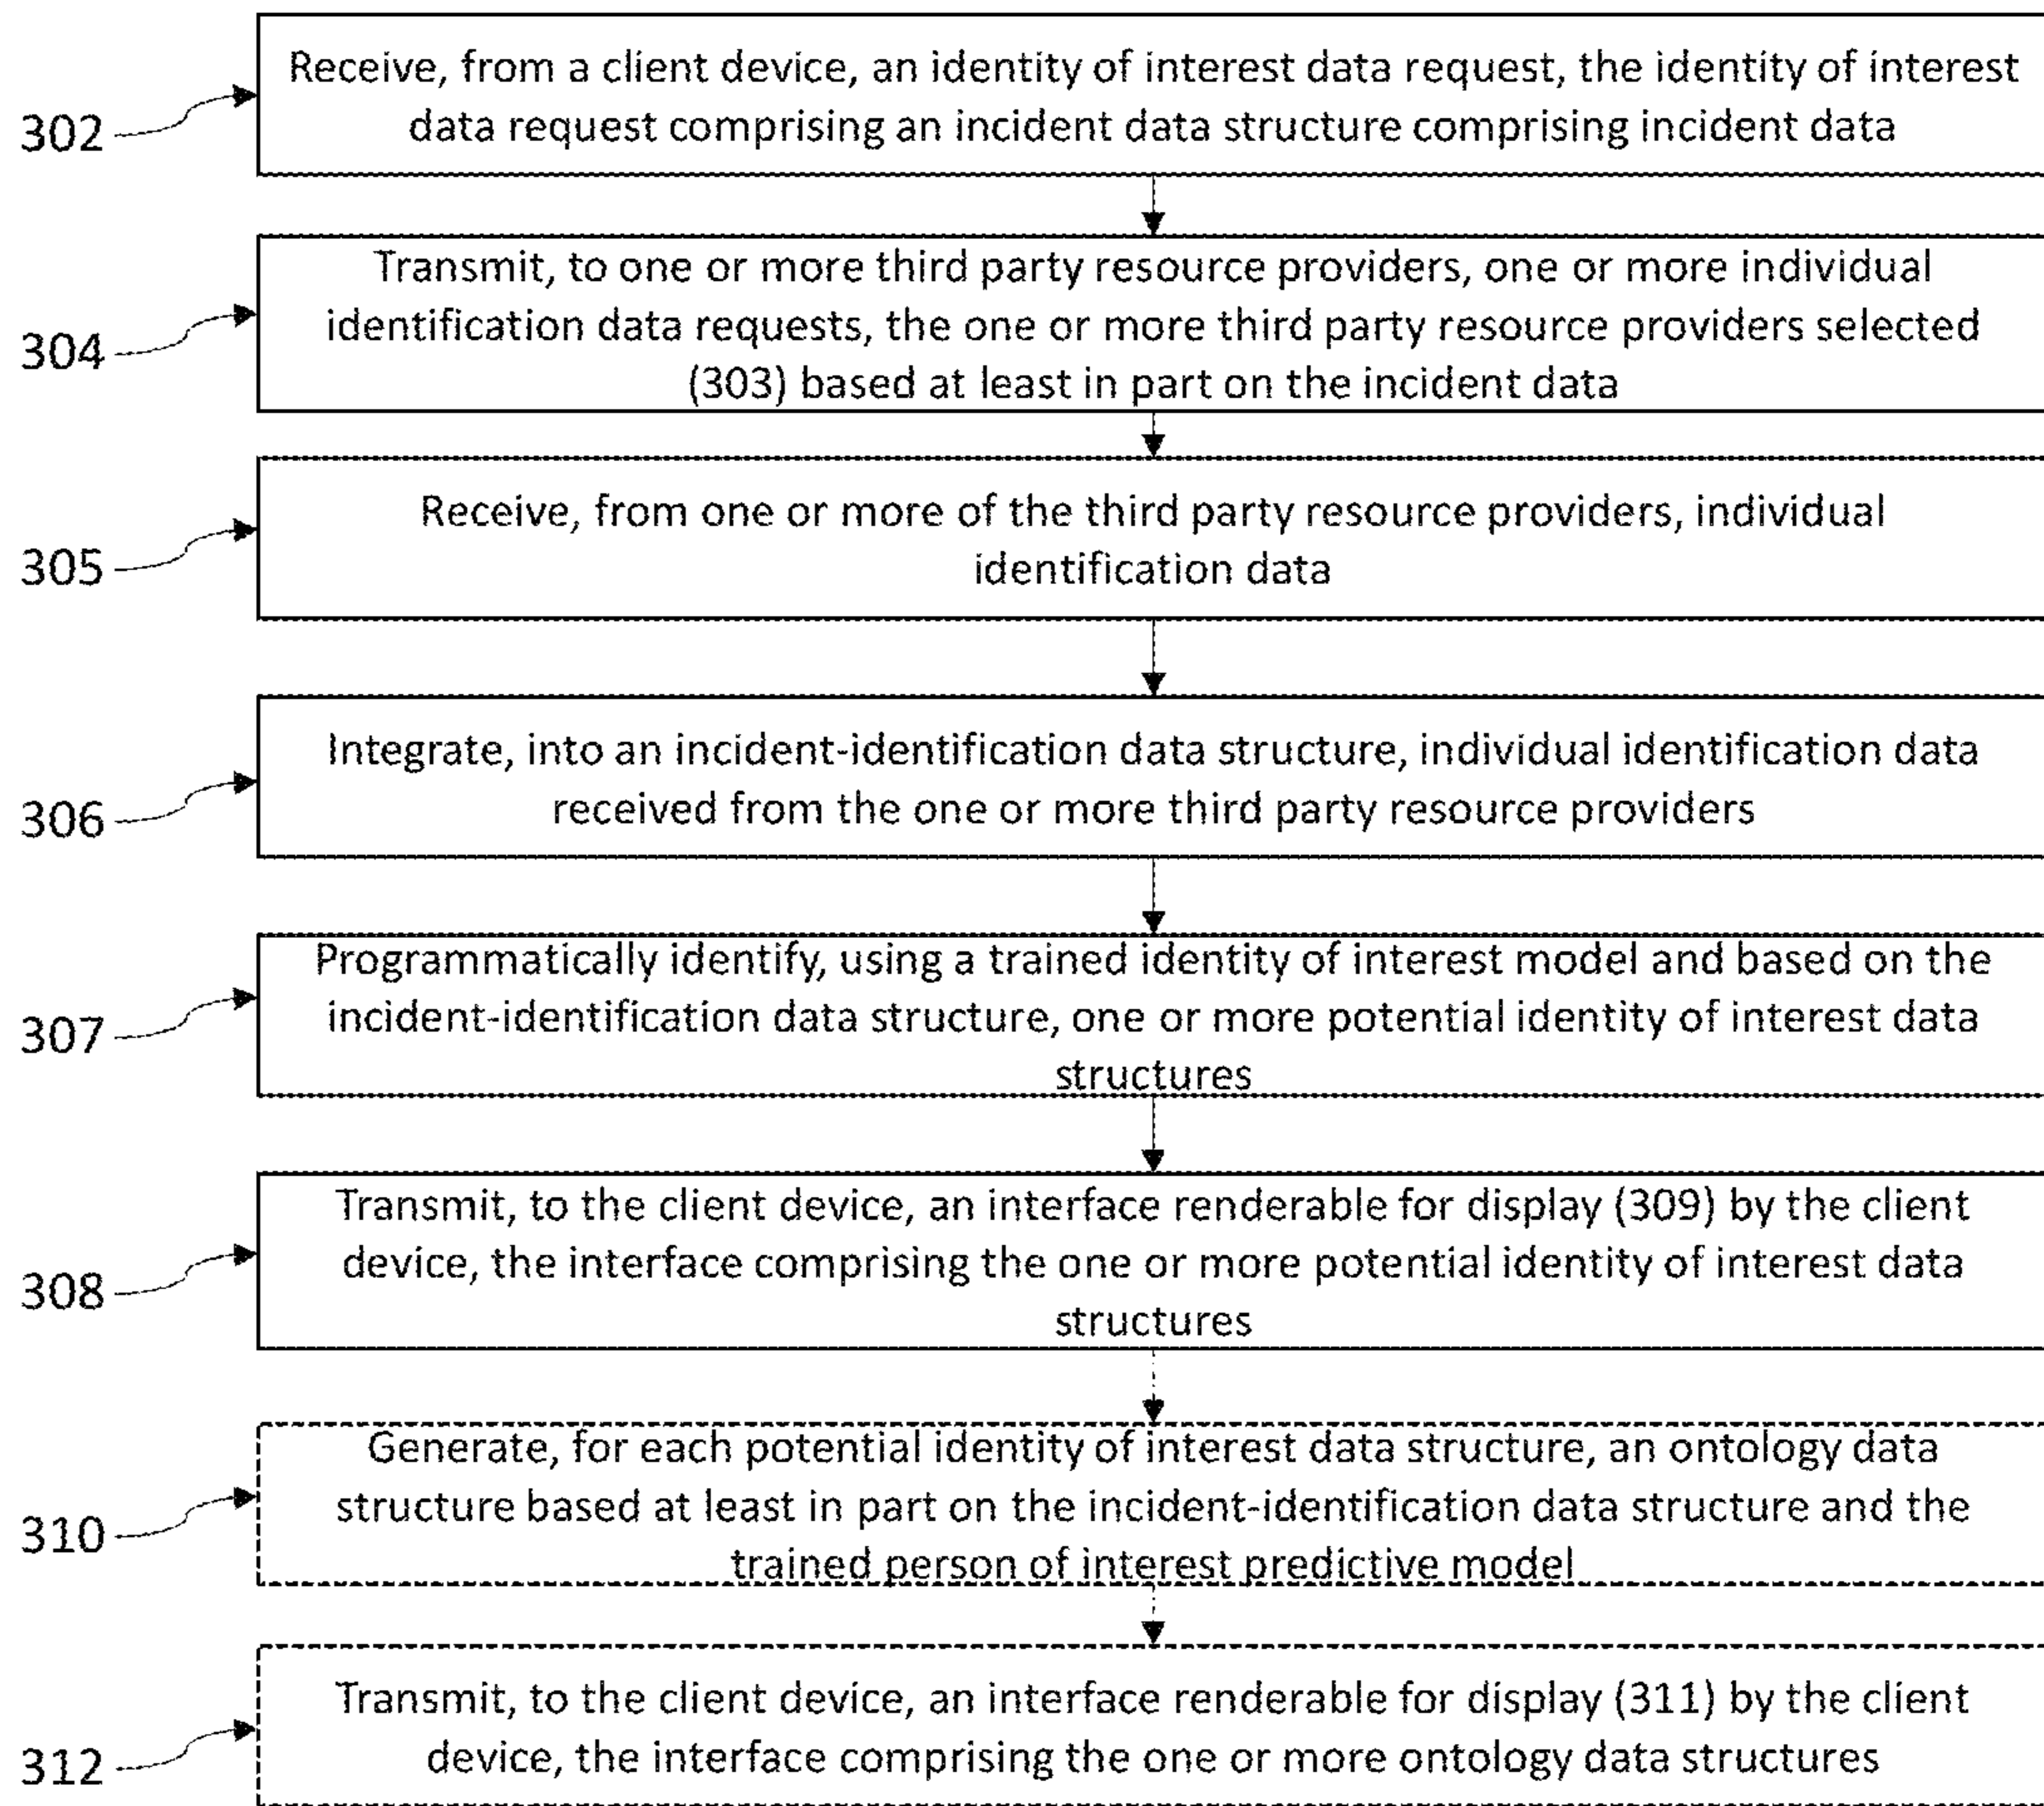 Receive, from a client device, an identity of interest data request, the identity of interest
data request comprising an incident data structure comprising incident data
302
Transmit, to one or more third party resource providers, one or more individual
identification data requests, the one or more third party resource providers selected
(303) based at least in part on the incident data
304
Receive, from one or more of the third party resource providers, individual
identification data
305
Integrate, into an incident-identification data structure, individual identification data
received from the one or more third party resource providers
306
Programmatically identify, using a trained identity of interest model and based on the
incident-identification data structure, one or more potential identity of interest data
structures
307
Transmit, to the client device, an interface renderable for display (309) by the client
device, the interface comprising the one or more potential identity of interest data
structures
308
Generate, for each potential identity of interest data structure, an ontology data
structure based at least in part on the incident-identification data structure and the
trained person of interest predictive model
310
Transmit, to the client device, an interface renderable for display (311) by the client
device, the interface comprising the one or more ontology data structures
312